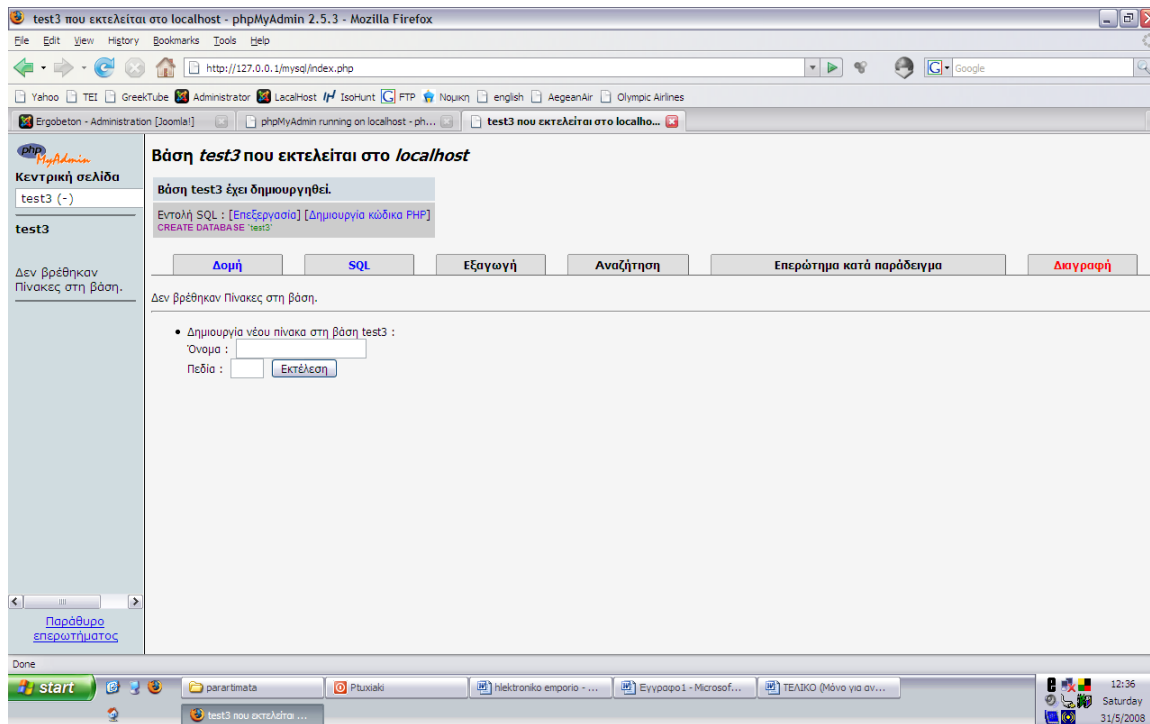 test3 που εκτελείται στο localhost - phpMyAdmin 2.5.3 - Mozilla Firefox
File Edit View History Bookmarks Tools Help
http://127.0.0.1/mysql/index.php
Google
Yahoo TEI GreekTube Administrator LacalHost IsoHunt FTP Νομικη english AegeanAir Olympic Airlines
Ergobeton - Administration [Joomla!] phpMyAdmin running on localhost - ph... test3 που εκτελείται στο localho...
php MyAdmin
Κεντρική σελίδα
test3 (-)
test3
Δεν βρέθηκαν
Πίνακες στη βάση.
Παράθυρο
επερωτήματος
Βάση test3 που εκτελείται στο localhost
Βάση test3 έχει δημιουργηθεί.
Εντολή SQL : [Επεξεργασία] [Δημιουργία κώδικα PHP]
CREATE DATABASE `test3`
Δομή SQL Εξαγωγή Αναζήτηση Επερώτημα κατά παράδειγμα Διαγραφή
Δεν βρέθηκαν Πίνακες στη βάση.
• Δημιουργία νέου πίνακα στη βάση test3 :
Όνομα :
Πεδία : Εκτέλεση
Done
start parartimata Ptuxiaki hlektroniko emporio - ... Εγγραφο1 - Microsof... ΤΕΛΙΚΟ (Μόνο για αν... 12:36
Saturday
test3 που εκτελείται ... 31/5/2008